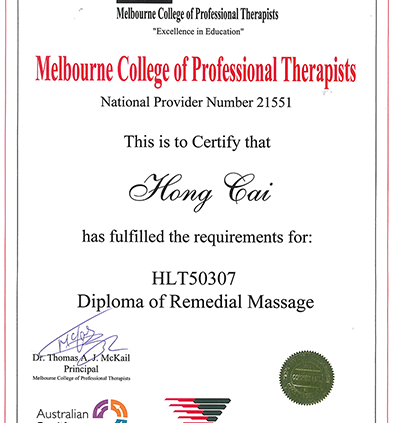 Melbourne College of Professional Therapists
"Excellence in Education"
Melbourne College of Professional Therapists
National Provider Number 21551
This is to Certify that
Hong Cai
has fulfilled the requirements for:
HLT50307
Diploma of Remedial Massage
Dr. Thomas A. J. McKail
Principal
Melbourne College of Professional Therapists
Australian